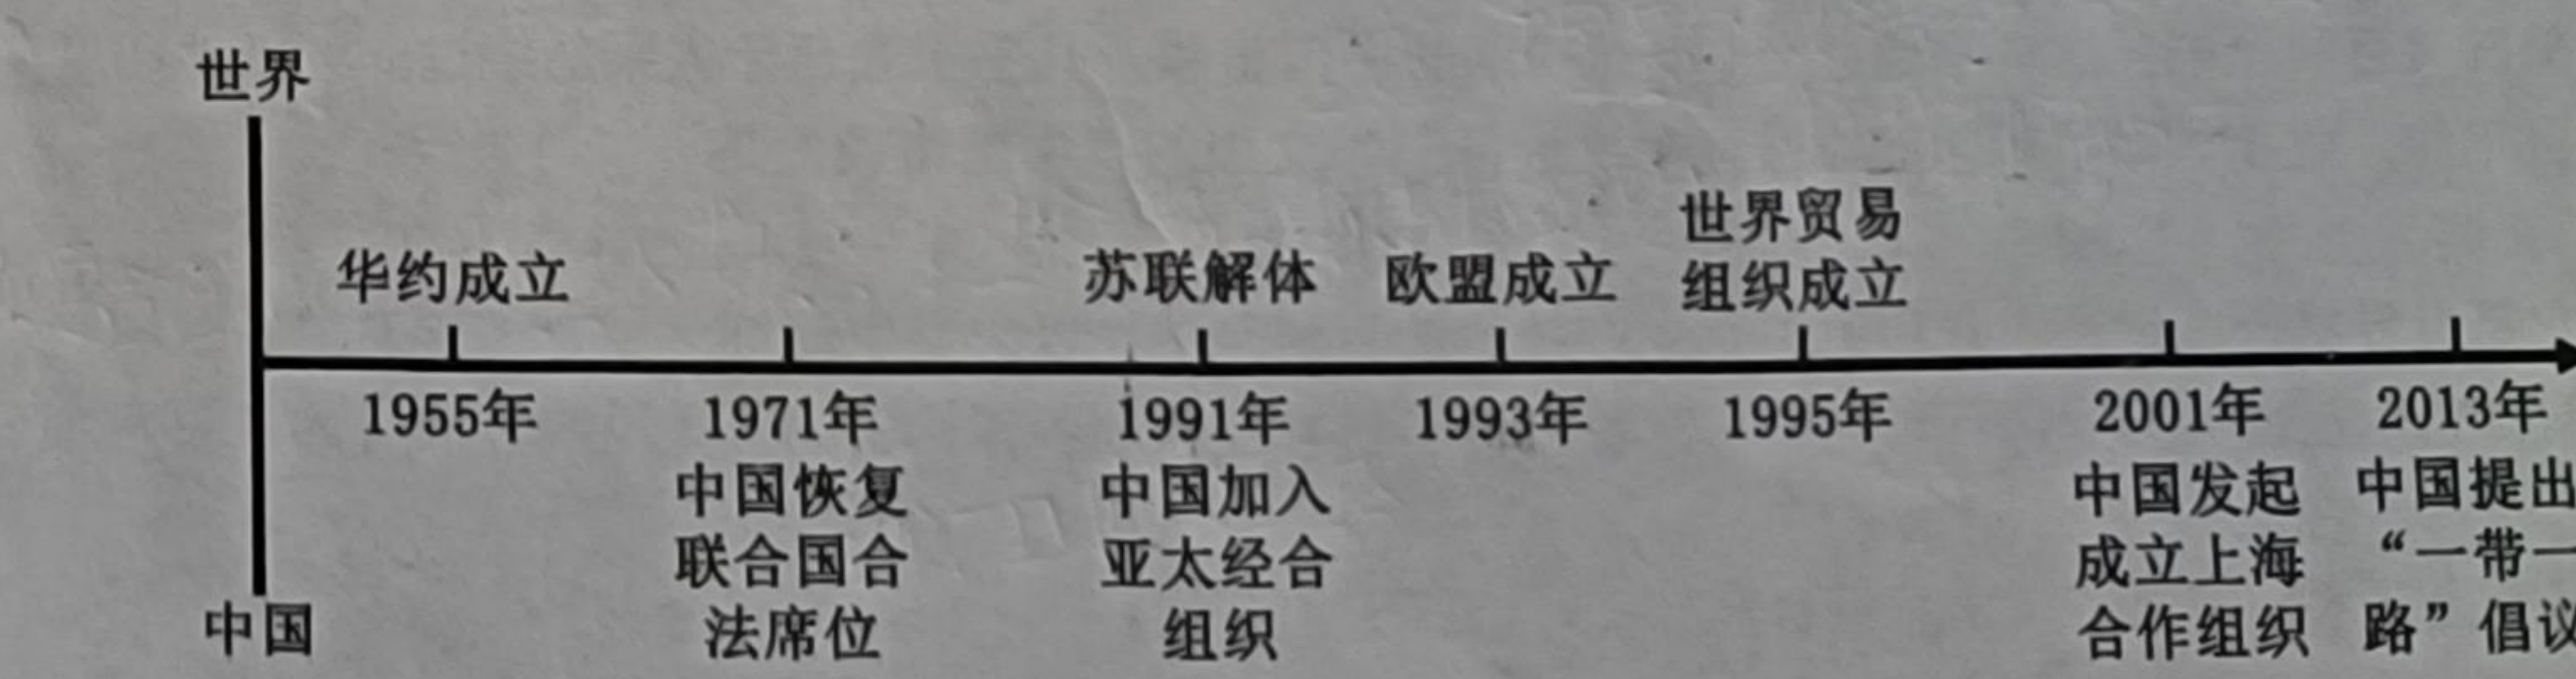 世界
世界贸易
华约成立 苏联解体 欧盟成立 组织成立
1955年 1971年 1991年 1993年 1995年 2001年 2013年
中国恢复 中国加入 中国发起 中国提出
联合国合 亚太经合 成立上海 “一带一
中国 法席位 组织 合作组织 路”倡议